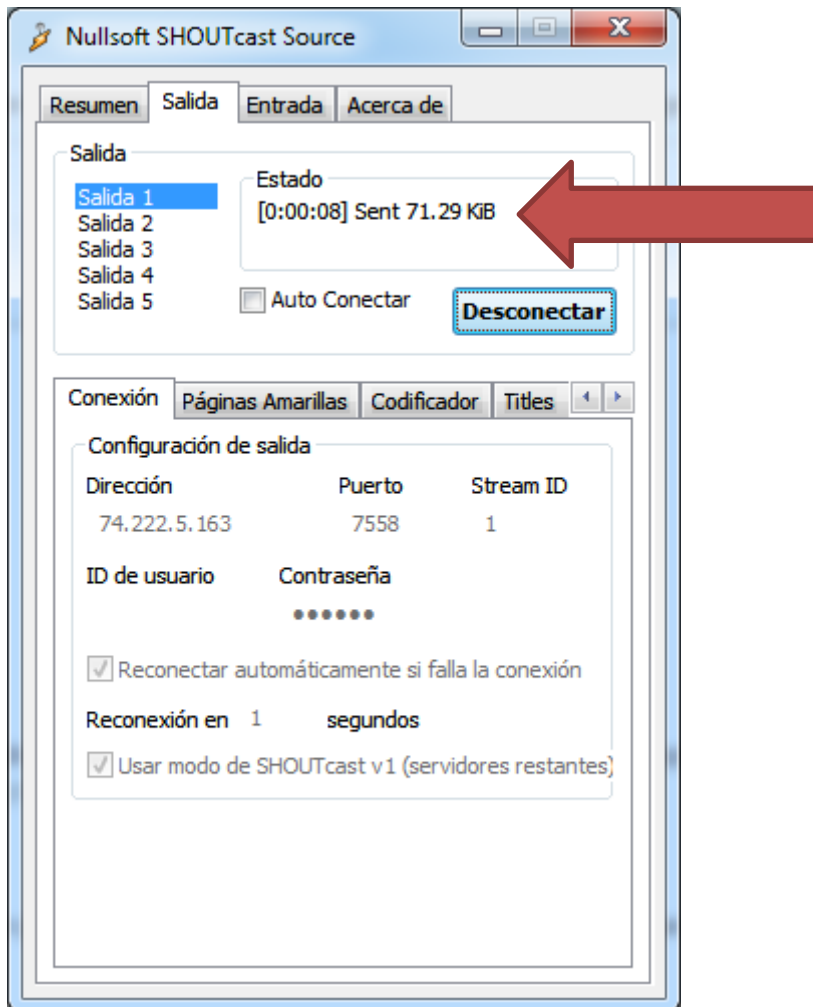 Nullsoft SHOUTcast Source
Resumen Salida Entrada Acerca de
Salida
Salida 1
Salida 2
Salida 3
Salida 4
Salida 5
Estado
[0:00:08] Sent 71.29 KiB
Auto Conectar
Desconectar
Conexión Páginas Amarillas Codificador Titles
Configuración de salida
Dirección Puerto Stream ID
74.222.5.163 7558 1
ID de usuario Contraseña
••••••
Reconectar automáticamente si falla la conexión
Reconexión en 1 segundos
Usar modo de SHOUTcast v1 (servidores restantes)